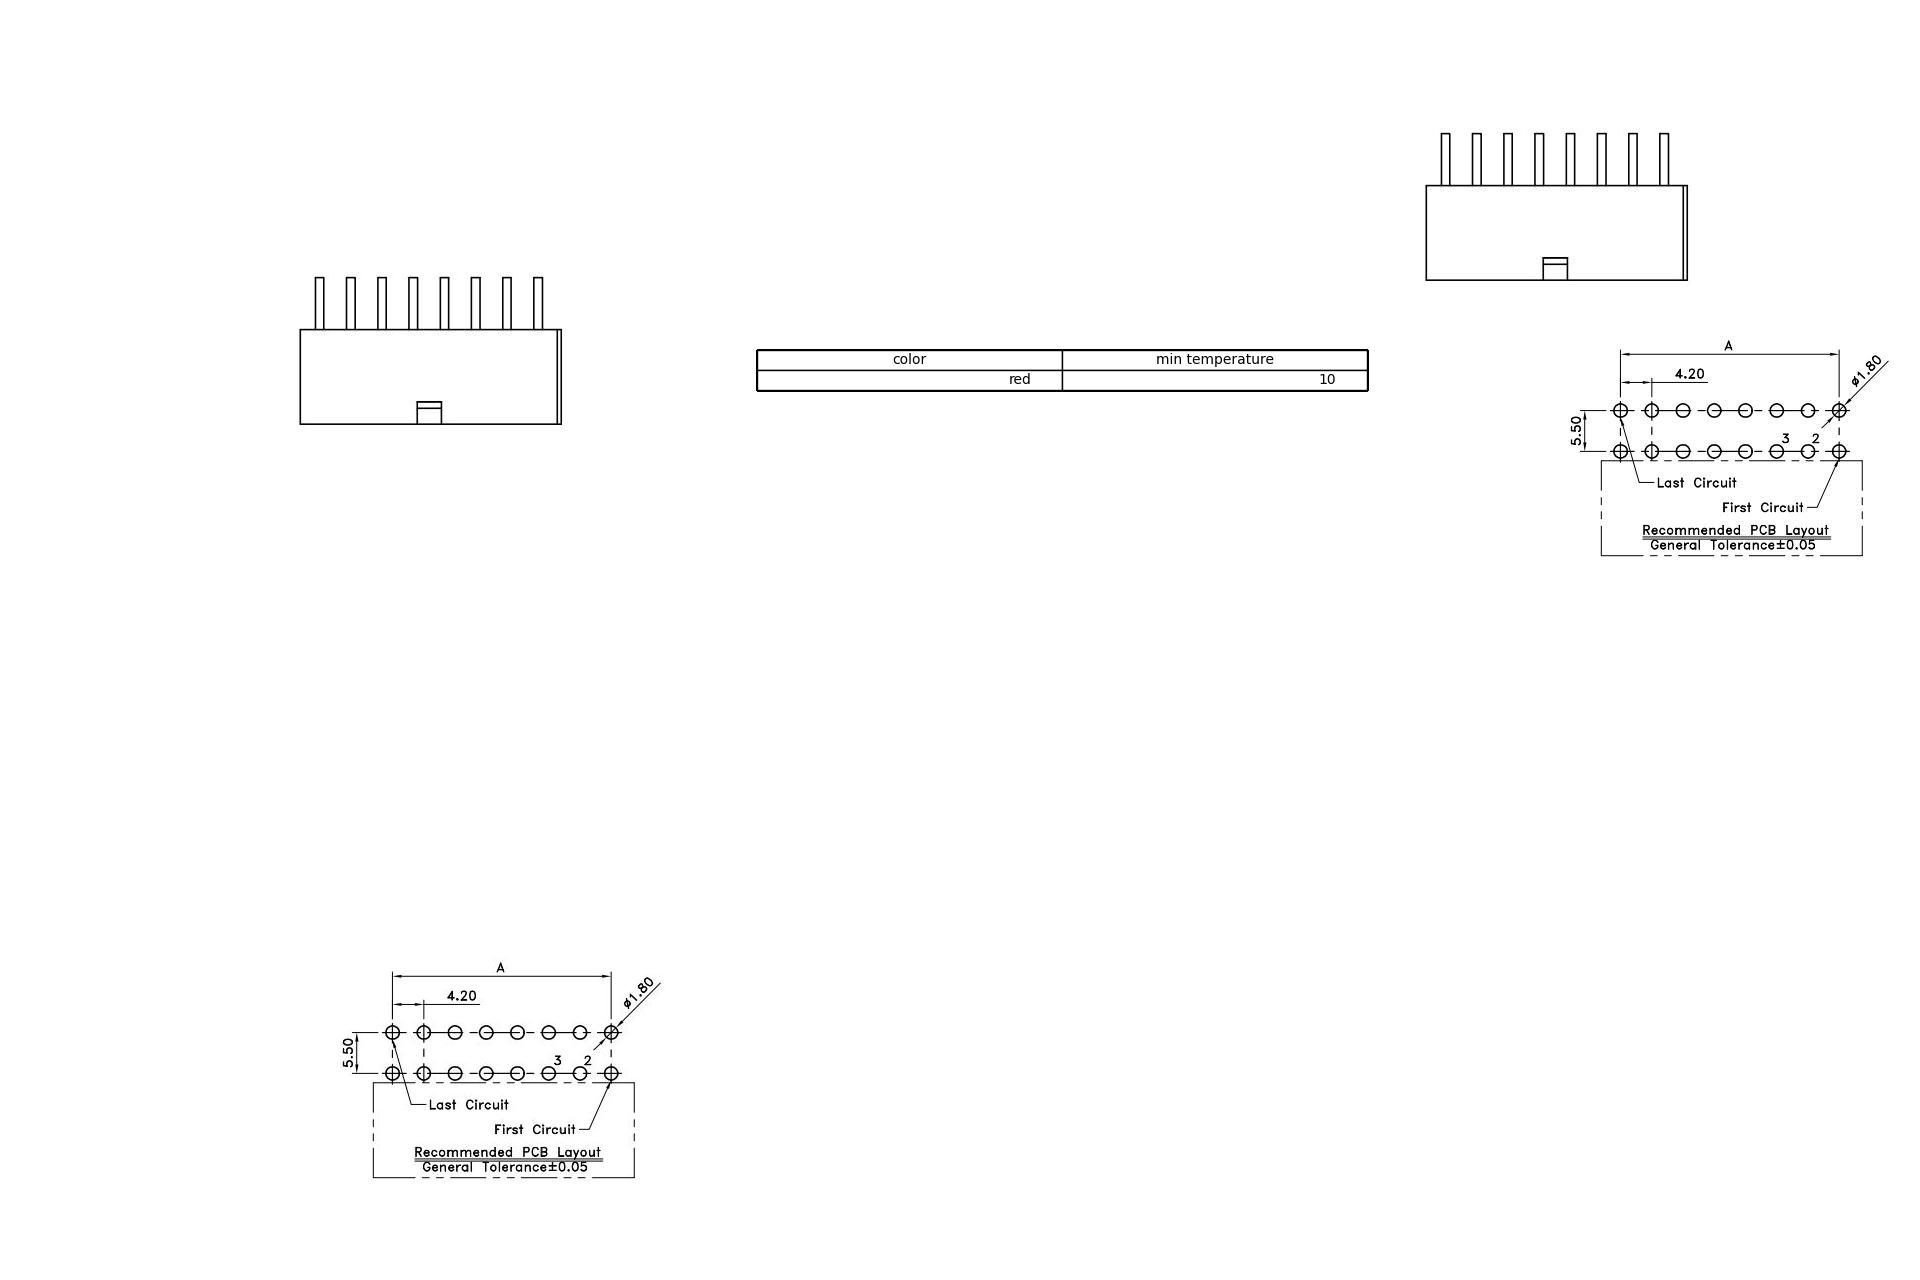 color min temperature
red 10
A
4.20
ø1.80
5.50
3 2
Last Circuit
First Circuit
Recommended PCB Layout
General Tolerance±0.05
A
4.20
ø1.80
5.50
3 2
Last Circuit
First Circuit
Recommended PCB Layout
General Tolerance±0.05